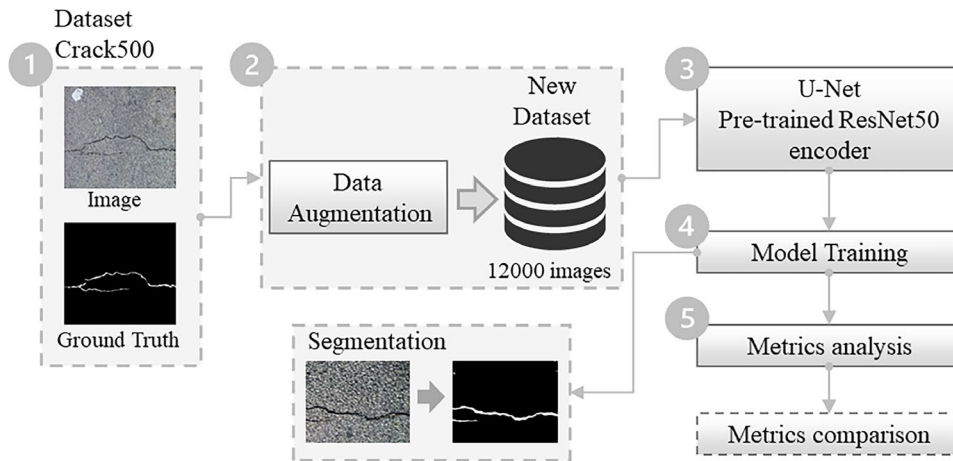 Dataset
Crack500
1
Image
Ground Truth
2
Data
Augmentation
New
Dataset
12000 images
3
U-Net
Pre-trained ResNet50
encoder
4
Model Training
Segmentation
5
Metrics analysis
Metrics comparison